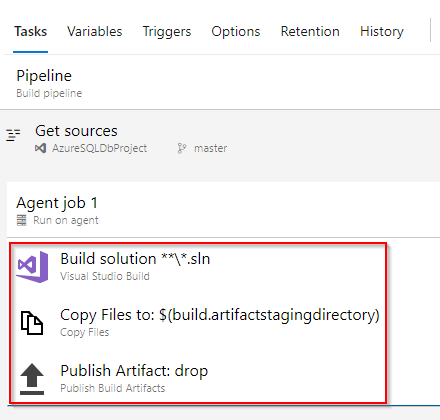 Tasks Variables Triggers Options Retention History
Pipeline
Build pipeline
Get sources
AzureSQLDbProject master
Agent job 1
Run on agent
Build solution **\*.sln
Visual Studio Build
Copy Files to: $(build.artifactstagingdirectory)
Copy Files
Publish Artifact: drop
Publish Build Artifacts